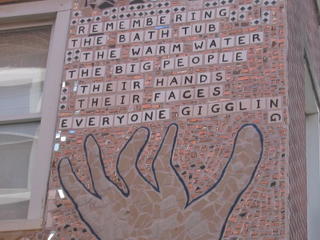 REMEMBERING
THE BATH TUB
THE WARM WATER
THE BIG PEOPLE
THEIR HANDS
THEIR FACES
EVERYONE GIGGLING